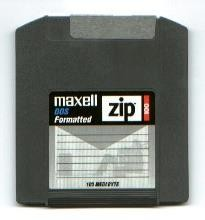 maxell
DOS
Formatted
zip
100
100 MEGABYTE